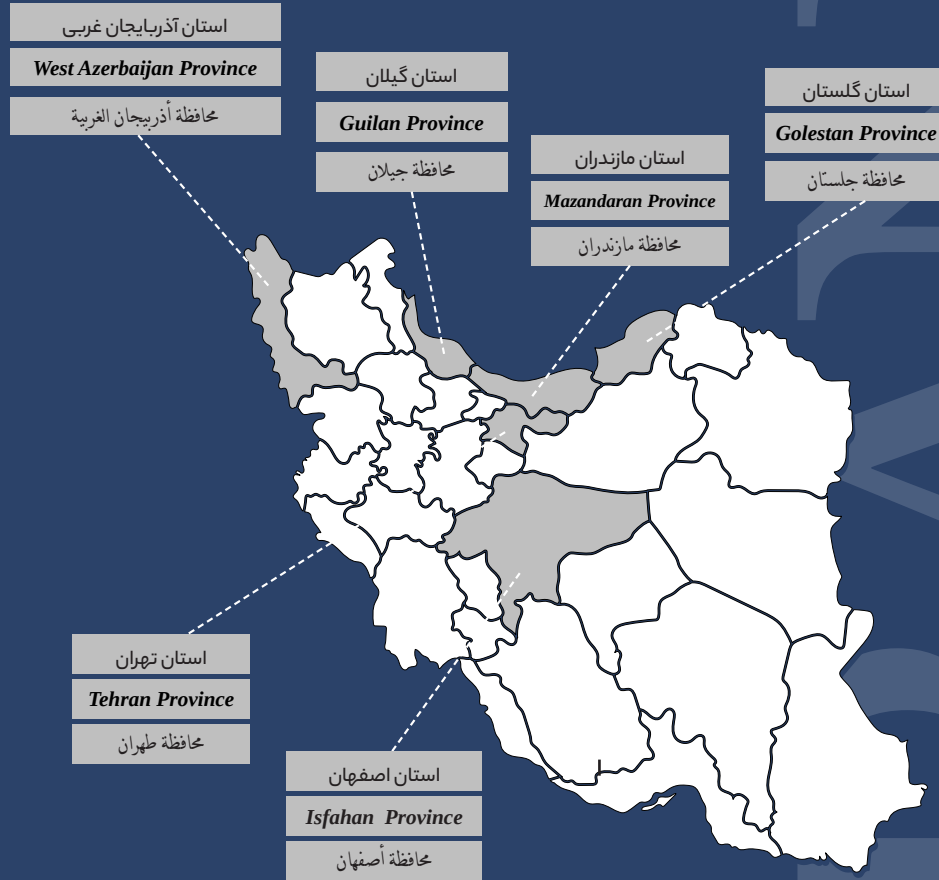 استان آذربایجان غربی
West Azerbaijan Province
محافظة أذربيجان الغربية
استان گیلان
Guilan Province
محافظة جيلان
استان مازندران
Mazandaran Province
محافظة مازندران
استان گلستان
Golestan Province
محافظة جلستان
استان تهران
Tehran Province
محافظة طهران
استان اصفهان
Isfahan Province
محافظة أصفهان